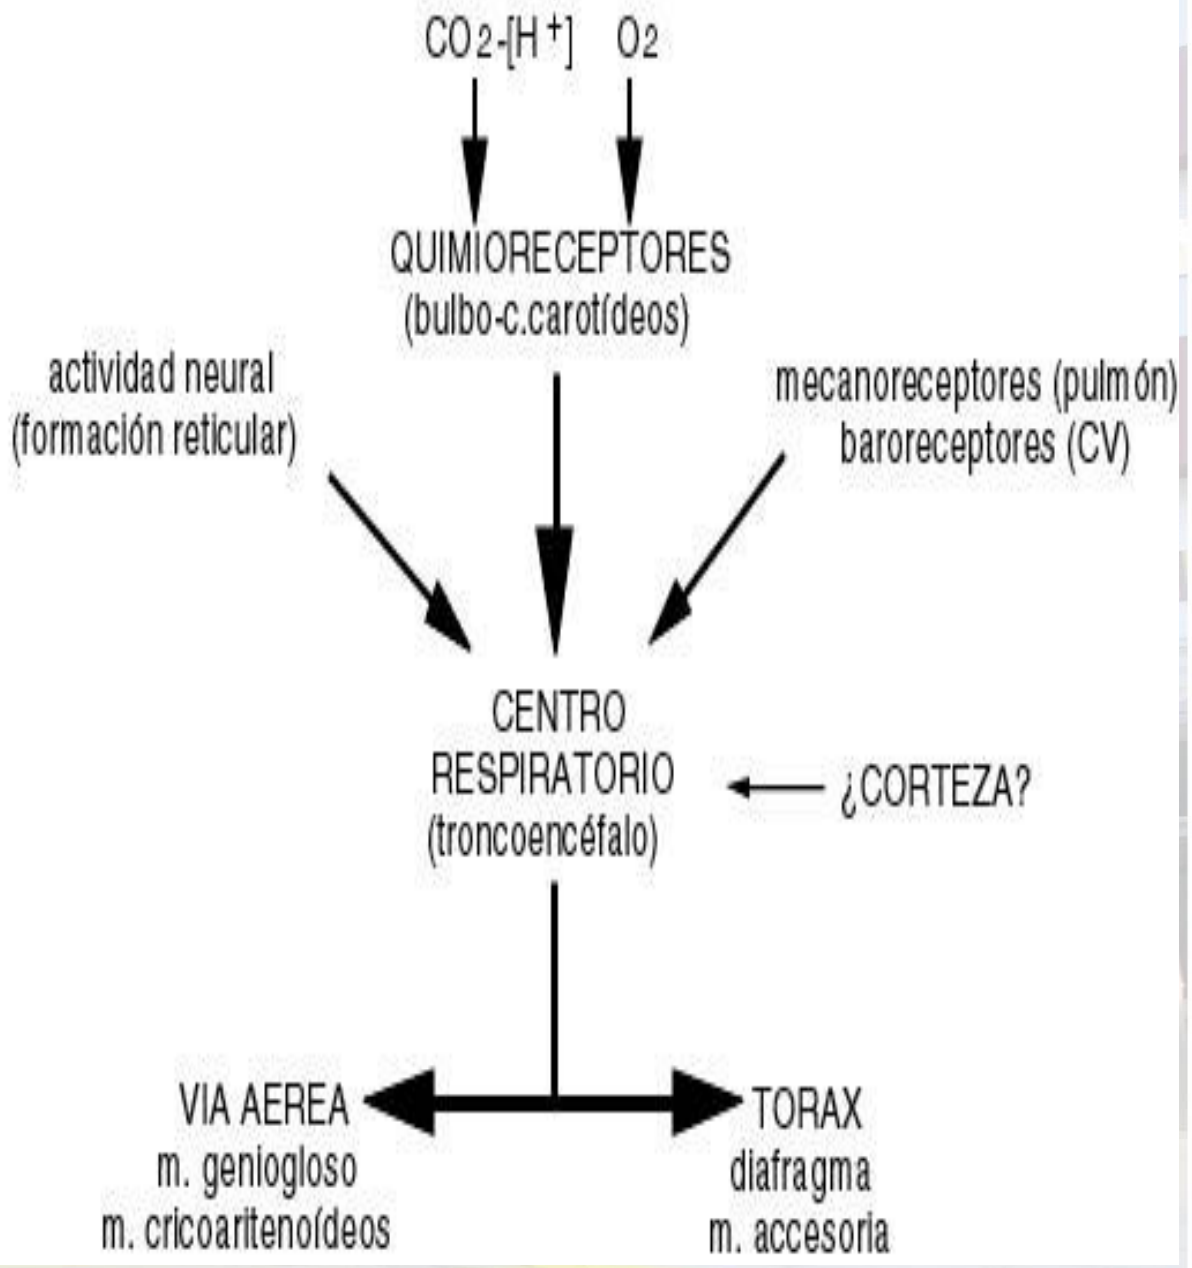 CO2-[H+] O2
QUIMIORECEPTORES
(bulbo-c.carotídeos)
actividad neural
(formación reticular)
mecanoreceptores (pulmón)
baroreceptores (CV)
CENTRO
RESPIRATORIO
(troncoencéfalo)
¿CORTEZA?
VIA AEREA
m. geniogloso
m. cricoaritenoídeos
TORAX
diafragma
m. accesoria